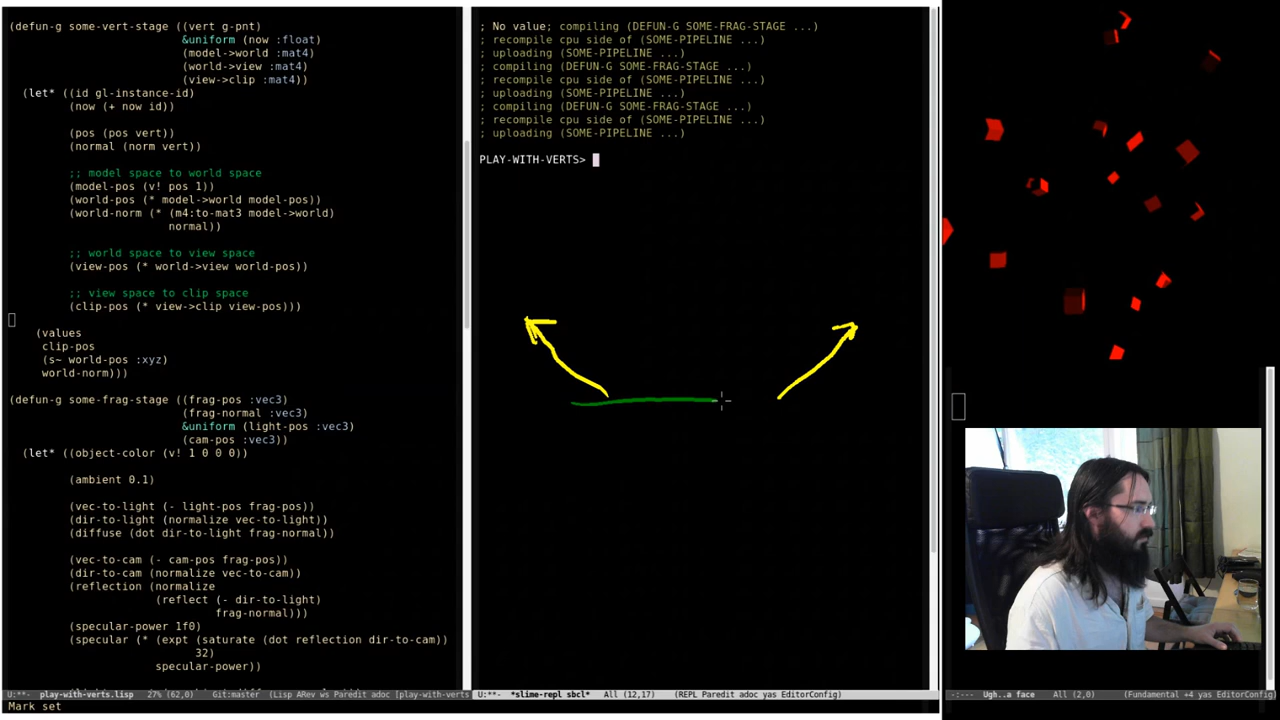 (defun-g some-vert-stage ((vert g-pnt)
&uniform (now :float)
(model->world :mat4)
(world->view :mat4)
(view->clip :mat4))
(let* ((id gl-instance-id)
(now (+ now id))
(pos (pos vert))
(normal (norm vert))
;; model space to world space
(model-pos (v! pos 1))
(world-pos (* model->world model-pos))
(world-norm (* (m4:to-mat3 model->world)
normal))
;; world space to view space
(view-pos (* world->view world-pos))
;; view space to clip space
(clip-pos (* view->clip view-pos)))
(values
clip-pos
(s~ world-pos :xyz)
world-norm)))
(defun-g some-frag-stage ((frag-pos :vec3)
(frag-normal :vec3)
&uniform (light-pos :vec3)
(cam-pos :vec3))
(let* ((object-color (v! 1 0 0 0))
(ambient 0.1)
(vec-to-light (- light-pos frag-pos))
(dir-to-light (normalize vec-to-light))
(diffuse (dot dir-to-light frag-normal))
(vec-to-cam (- cam-pos frag-pos))
(dir-to-cam (normalize vec-to-cam))
(reflection (normalize
(reflect (- dir-to-light)
frag-normal)))
(specular-power 1f0)
(specular (* (expt (saturate (dot reflection dir-to-cam))
32)
specular-power))
U:**- play-with-verts.lisp 27% (62,0) Git:master (Lisp ARev Ws Paredit adoc [play-with-verts
Mark set
; No value; compiling (DEFUN-G SOME-FRAG-STAGE ...)
; recompile cpu side of (SOME-PIPELINE ...)
; uploading (SOME-PIPELINE ...)
; compiling (DEFUN-G SOME-FRAG-STAGE ...)
; recompile cpu side of (SOME-PIPELINE ...)
; uploading (SOME-PIPELINE ...)
; compiling (DEFUN-G SOME-FRAG-STAGE ...)
; recompile cpu side of (SOME-PIPELINE ...)
; uploading (SOME-PIPELINE ...)
PLAY-WITH-VERTS>
U:**- *slime-repl sbcl* All (12,17) (REPL Paredit adoc yas EditorConfig)
-:--- Ugh..a face All (2,0) (Fundamental +4 yas EditorConfig)